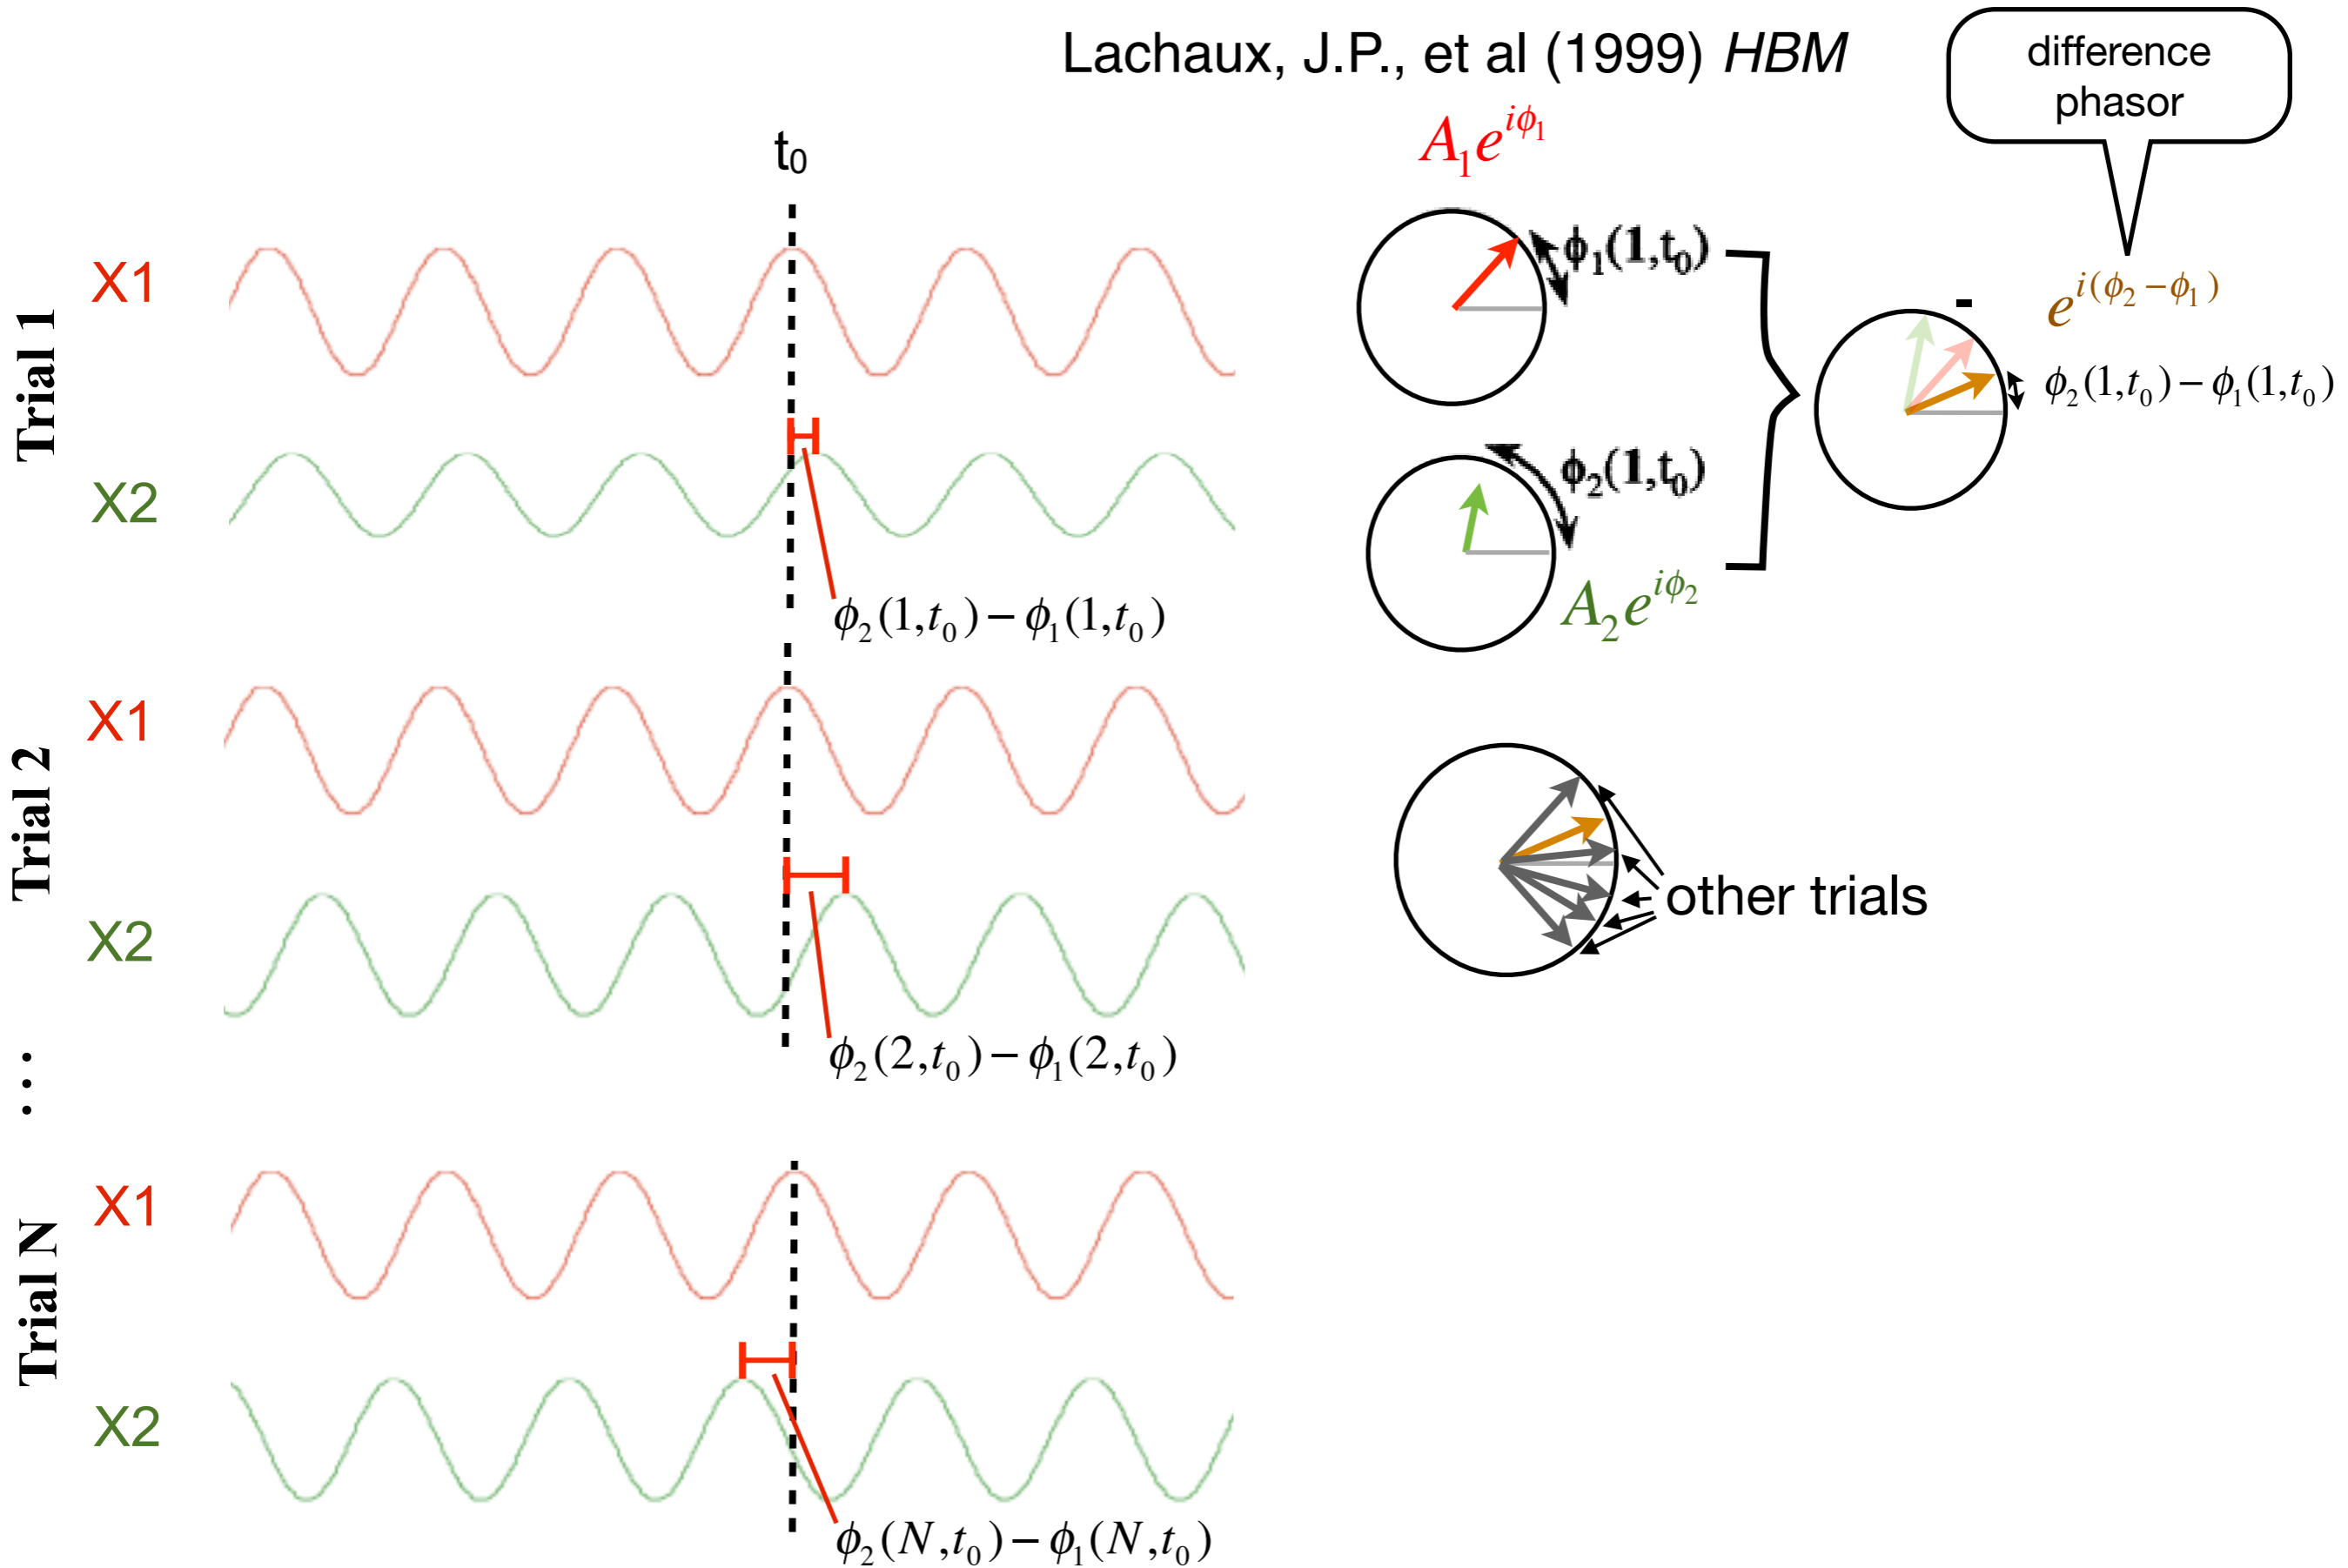 Lachaux, J.P., et al (1999) HBM
difference
phasor
t₀
A₁e^{iϕ₁}
Trial 1
X1
ϕ₁(1,t₀)
-
e^{i(ϕ₂ − ϕ₁)}
ϕ₂(1,t₀) − ϕ₁(1,t₀)
X2
ϕ₂(1,t₀)
A₂e^{iϕ₂}
ϕ₂(1,t₀) − ϕ₁(1,t₀)
Trial 2
X1
X2
other trials
ϕ₂(2,t₀) − ϕ₁(2,t₀)
...
Trial N
X1
X2
ϕ₂(N,t₀) − ϕ₁(N,t₀)